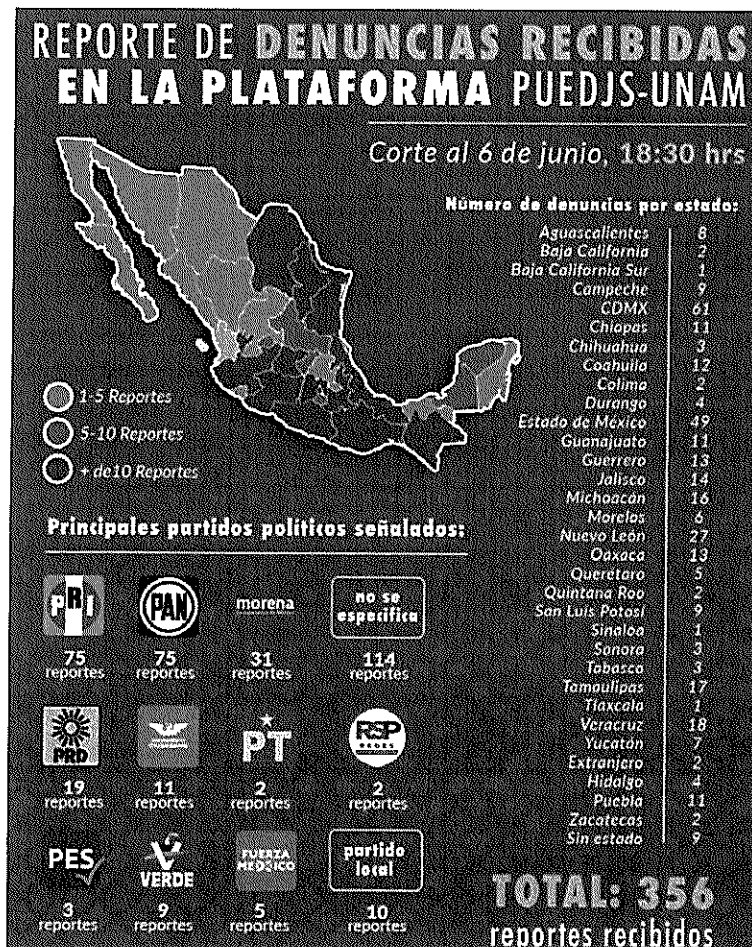 REPORTE DE DENUNCIAS RECIBIDAS
EN LA PLATAFORMA PUEDJS-UNAM
Corte al 6 de junio, 18:30 hrs
Número de denuncias por estado:
Aguascalientes 8
Baja California 2
Baja California Sur 1
Campeche 9
CDMX 61
Chiapas 11
Chihuahua 3
Coahuila 12
Colima 2
Durango 4
Estado de México 49
Guanajuato 11
Guerrero 13
Jalisco 14
Michoacán 16
Morelos 6
Nuevo León 27
Oaxaca 13
Querétaro 5
Quintana Roo 2
San Luis Potosí 9
Sinaloa 1
Sonora 3
Tabasco 3
Tamaulipas 17
Tlaxcala 1
Veracruz 18
Yucatán 7
Extranjero 2
Hidalgo 4
Puebla 11
Zacatecas 2
Sin estado 9
1-5 Reportes
5-10 Reportes
+ de10 Reportes
Principales partidos políticos señalados:
PRI
PAN
morena
no se
especifica
75
reportes
75
reportes
31
reportes
114
reportes
PRD
PT
RSP
REDES
19
reportes
11
reportes
2
reportes
2
reportes
PES
VERDE
FUERZA
MEXICO
partido
local
3
reportes
9
reportes
5
reportes
10
reportes
TOTAL: 356
reportes recibidos